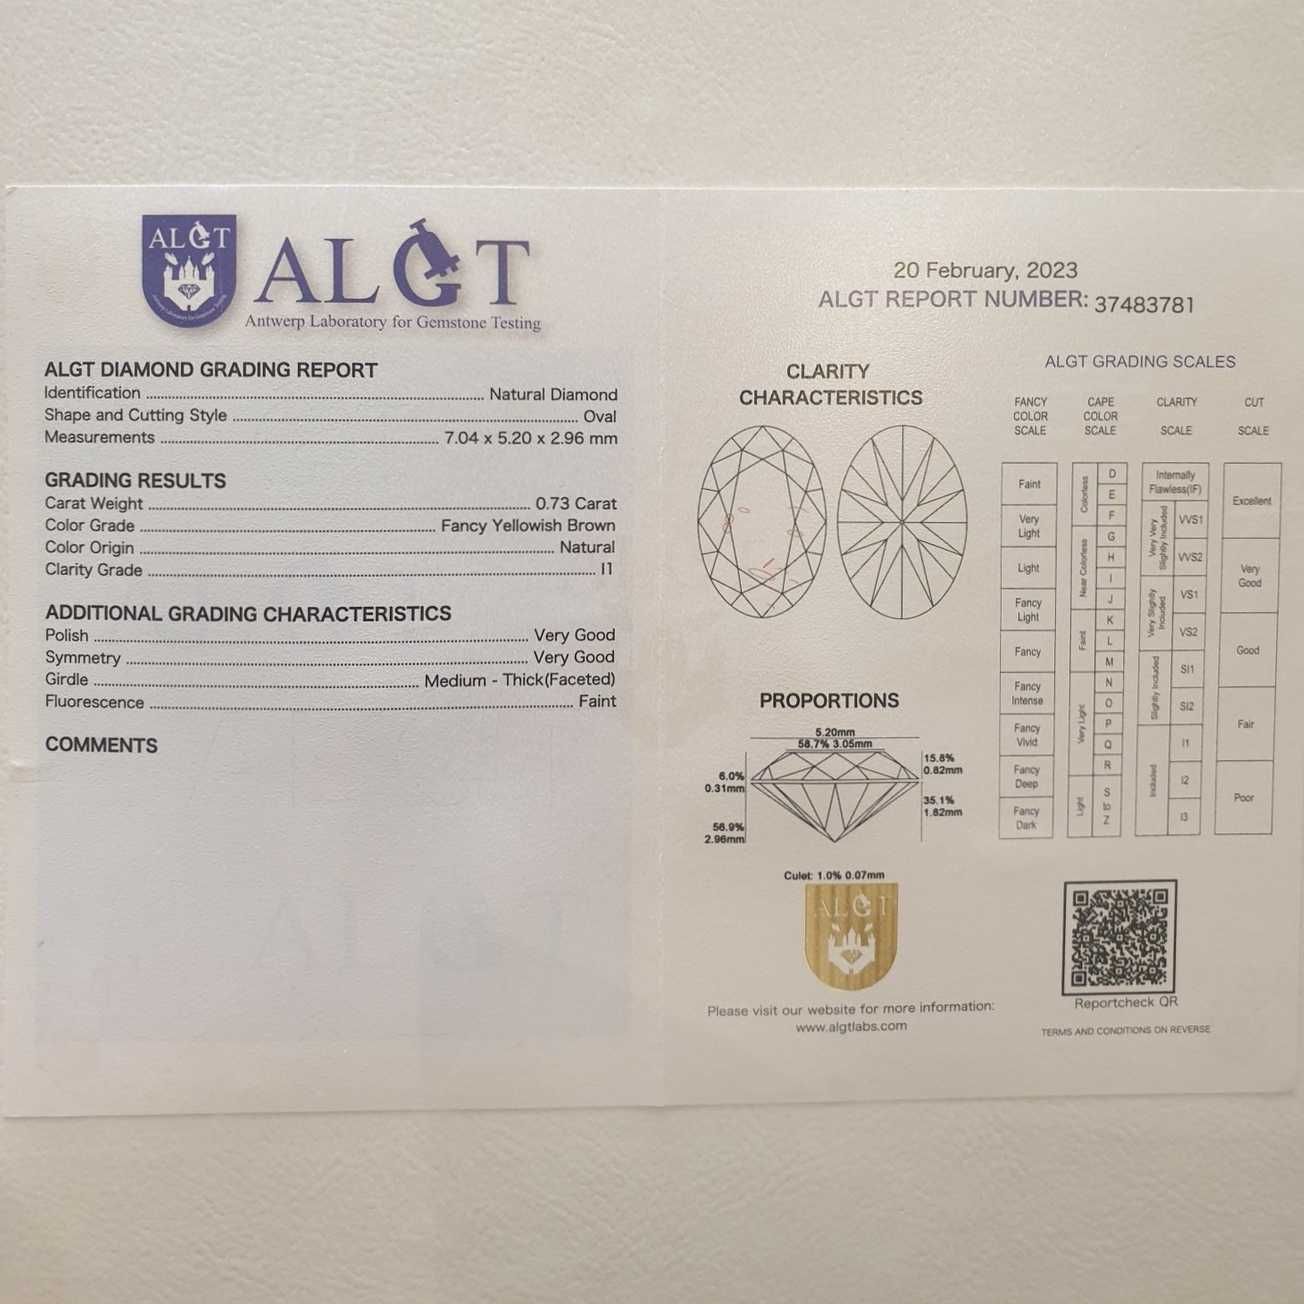 ALGT
ALGT
Antwerp Laboratory for Gemstone Testing
ALGT DIAMOND GRADING REPORT
Identification ........ Natural Diamond
Shape and Cutting Style ........ Oval
Measurements ........ 7.04 x 5.20 x 2.96 mm
GRADING RESULTS
Carat Weight ........ 0.73 Carat
Color Grade ........ Fancy Yellowish Brown
Color Origin ........ Natural
Clarity Grade ........ I1
ADDITIONAL GRADING CHARACTERISTICS
Polish ........ Very Good
Symmetry ........ Very Good
Girdle ........ Medium - Thick(Faceted)
Fluorescence ........ Faint
COMMENTS
20 February, 2023
ALGT REPORT NUMBER: 37483781
CLARITY
CHARACTERISTICS
PROPORTIONS
5.20mm
58.7% 3.05mm
15.8%
0.82mm
6.0%
0.31mm
35.1%
1.82mm
56.9%
2.96mm
Culet: 1.0% 0.07mm
ALGT
Please visit our website for more information:
www.algtlabs.com
ALGT GRADING SCALES
FANCY
COLOR
SCALE
Faint
Very
Light
Light
Fancy
Light
Fancy
Fancy
Intense
Fancy
Vivid
Fancy
Deep
Fancy
Dark
CAPE
COLOR
SCALE
Colorless
D
E
F
Near Colorless
G
H
I
J
Faint
K
L
M
Very Light
N
O
P
Q
R
Light
S
to
Z
CLARITY
SCALE
Internally
Flawless(IF)
Very Very
Slightly Included
VVS1
VVS2
Very Slightly
Included
VS1
VS2
Slightly Included
SI1
SI2
Included
I1
I2
I3
CUT
SCALE
Excellent
Very
Good
Good
Fair
Poor
Reportcheck QR
TERMS AND CONDITIONS ON REVERSE